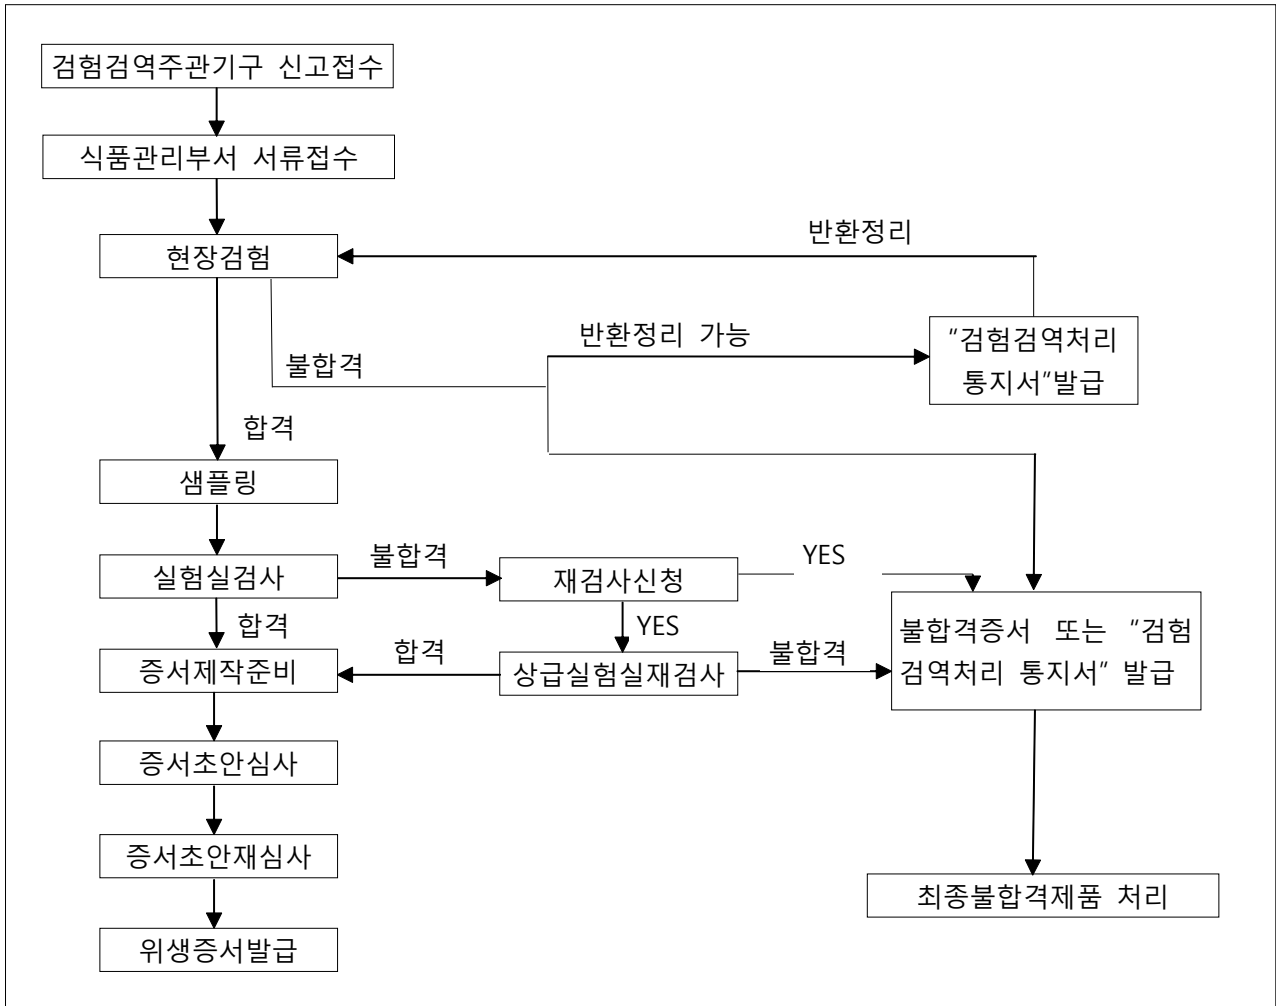 검험검역주관기구 신고접수
식품관리부서 서류접수
반환정리
현장검험
반환정리 가능
"검험검역처리
통지서"발급
불합격
합격
샘플링
불합격
YES
실험실검사
재검사신청
합격
YES
불합격증서 또는 "검험
검역처리 통지서" 발급
합격
불합격
증서제작준비
상급실험실재검사
증서초안심사
증서초안재심사
최종불합격제품 처리
위생증서발급